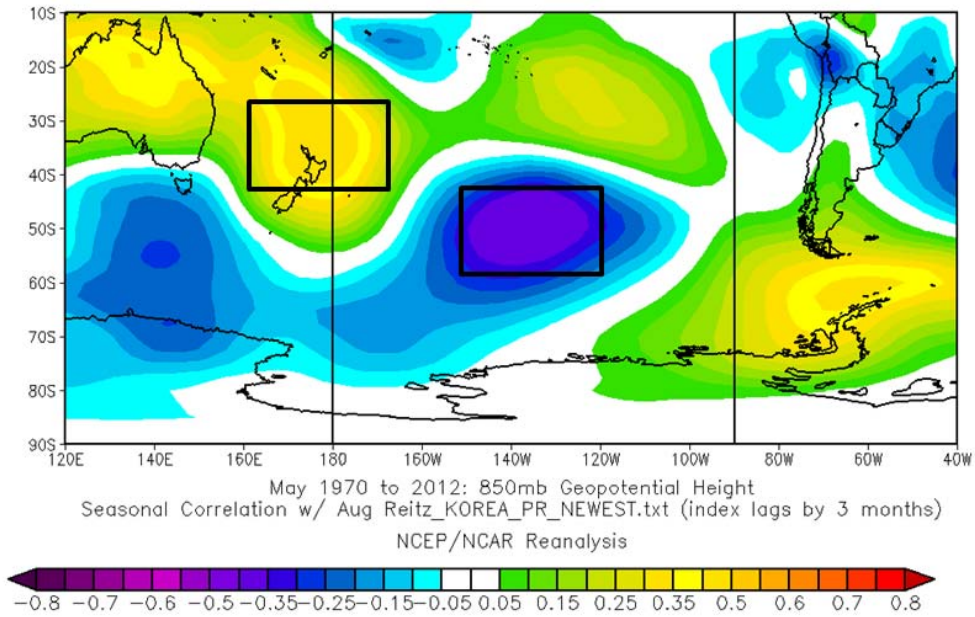 10S
20S
30S
40S
50S
60S
70S
80S
90S
120E 140E 160E 180 160W 140W 120W 100W 80W 60W 40W
May 1970 to 2012: 850mb Geopotential Height
Seasonal Correlation w/ Aug Reitz_KOREA_PR_NEWEST.txt (index lags by 3 months)
NCEP/NCAR Reanalysis
-0.8 -0.7 -0.6 -0.5 -0.35 -0.25 -0.15 -0.05 0.05 0.15 0.25 0.35 0.5 0.6 0.7 0.8